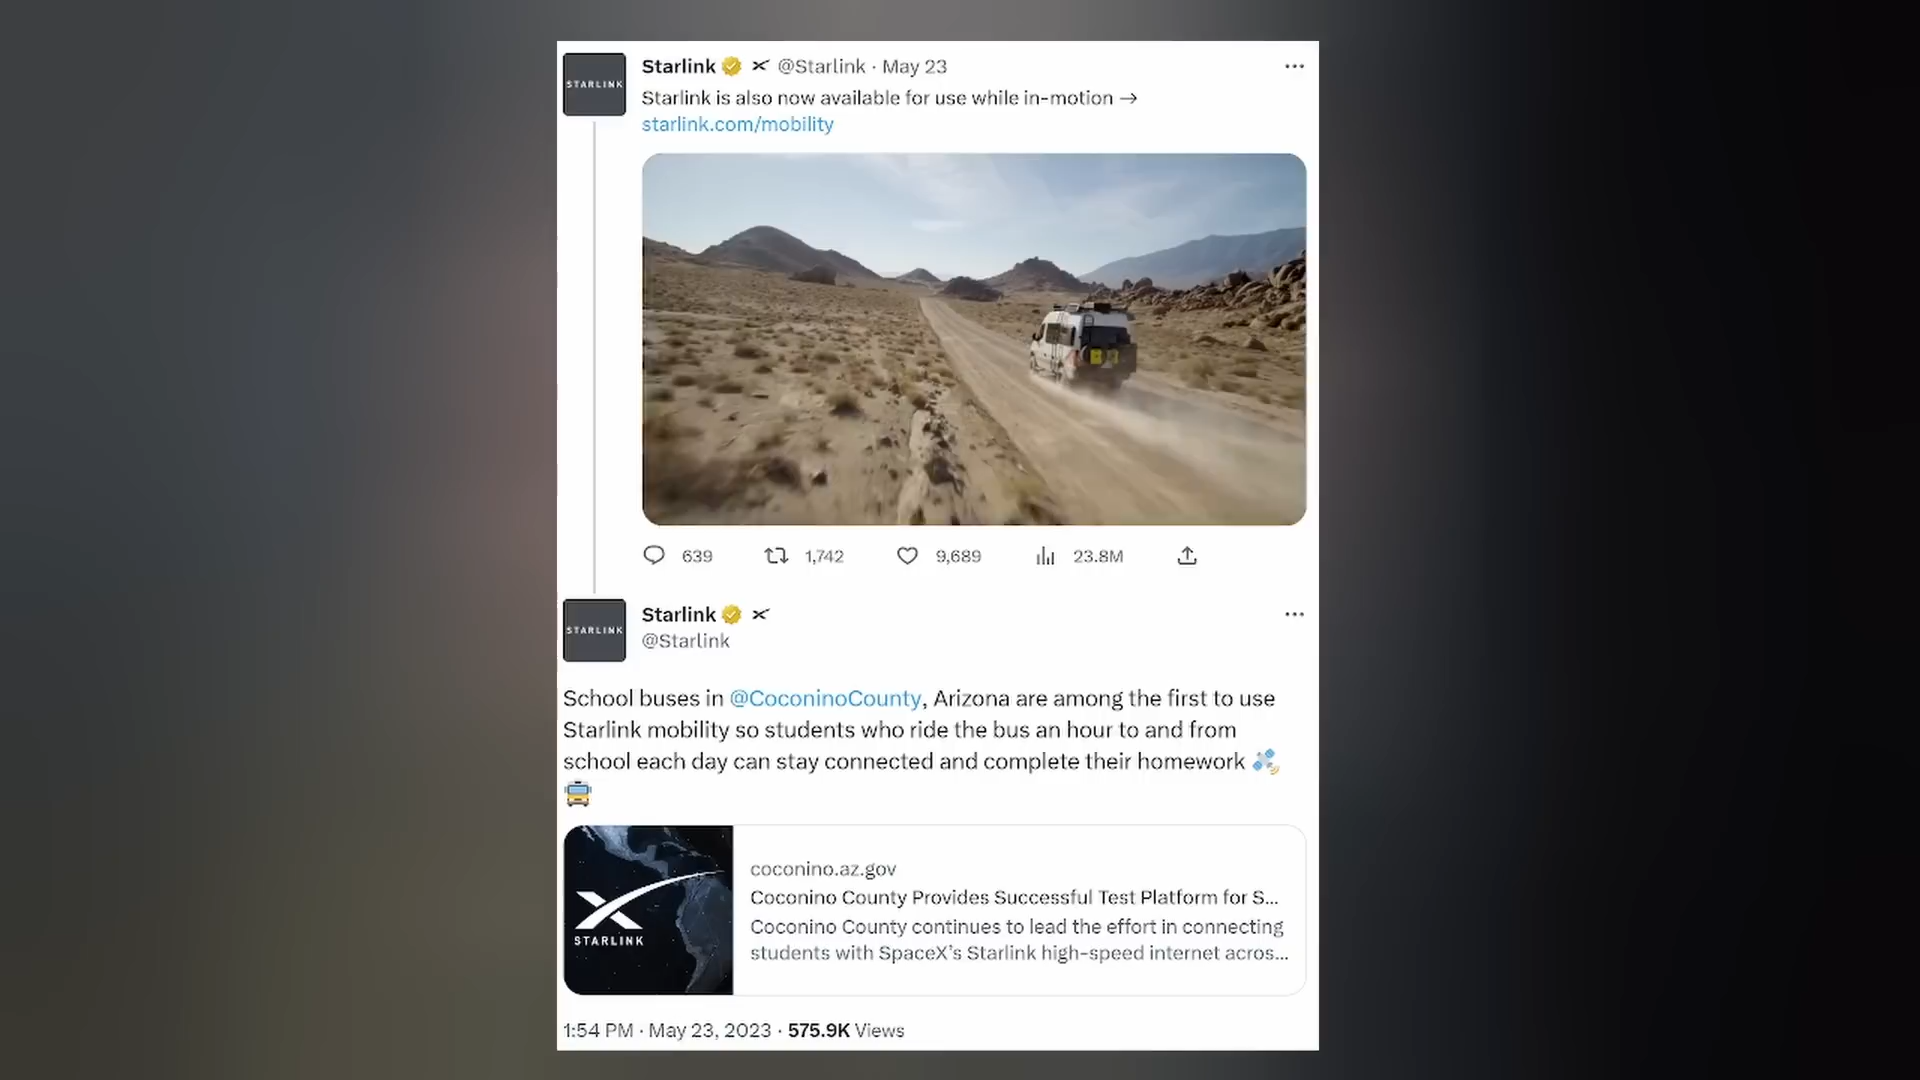 STARLINK
Starlink @Starlink · May 23
Starlink is also now available for use while in-motion →
starlink.com/mobility
639 1,742 9,689 23.8M
STARLINK
Starlink
@Starlink
School buses in @CoconinoCounty, Arizona are among the first to use
Starlink mobility so students who ride the bus an hour to and from
school each day can stay connected and complete their homework 🛰️
🚍
STARLINK
coconino.az.gov
Coconino County Provides Successful Test Platform for S...
Coconino County continues to lead the effort in connecting
students with SpaceX's Starlink high-speed internet acros...
1:54 PM · May 23, 2023 · 575.9K Views